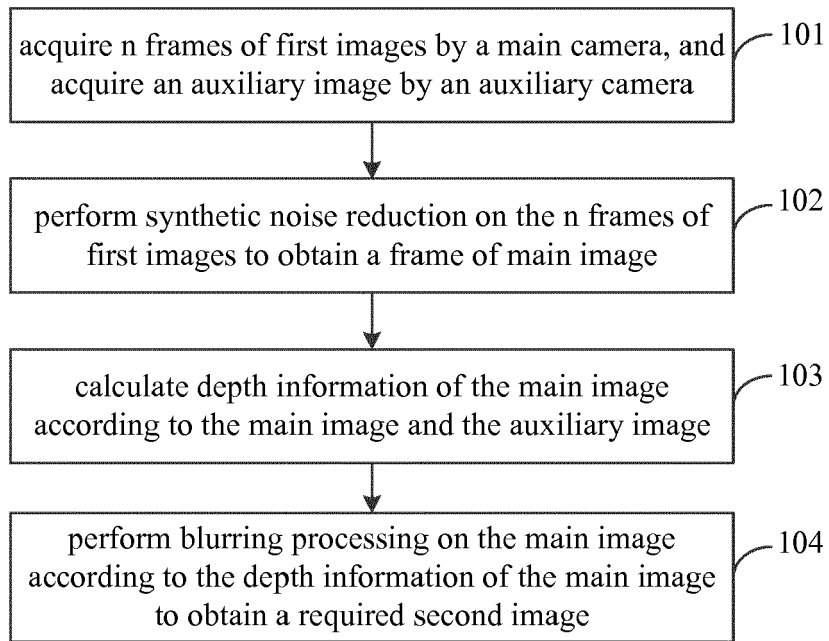 acquire n frames of first images by a main camera, and
acquire an auxiliary image by an auxiliary camera
101
perform synthetic noise reduction on the n frames of
first images to obtain a frame of main image
102
calculate depth information of the main image
according to the main image and the auxiliary image
103
perform blurring processing on the main image
according to the depth information of the main image
to obtain a required second image
104